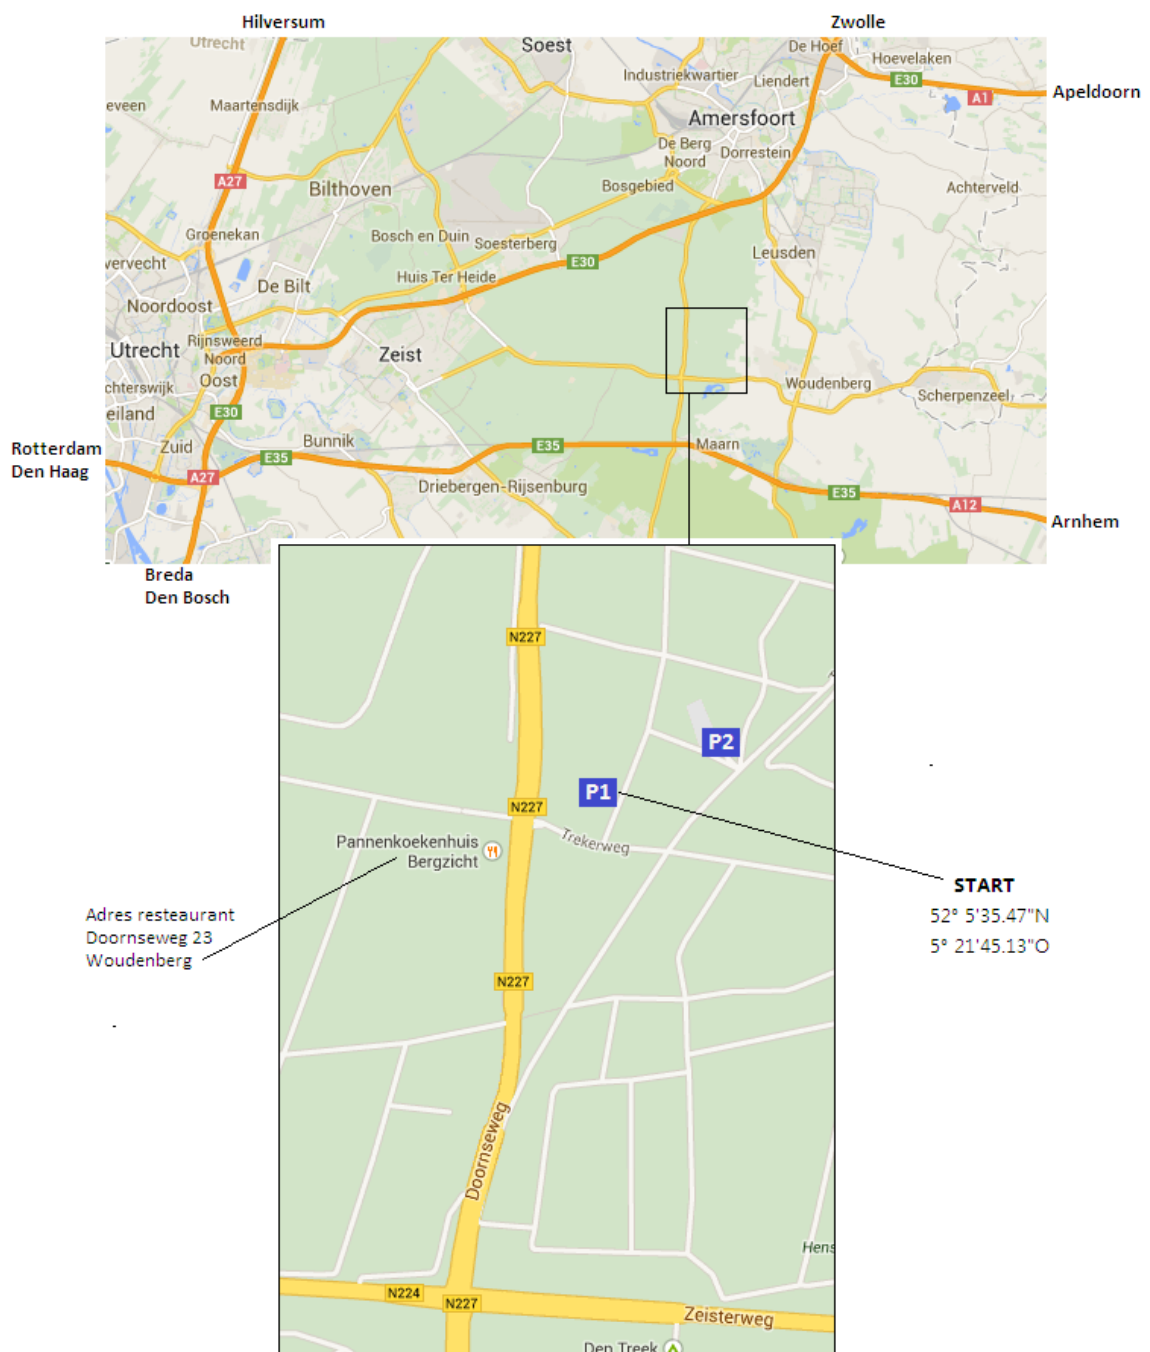 Hilversum
Zwolle
Utrecht
Soest
De Hoef
Hoevelaken
Industriekwartier
Liendert
E30
Apeldoorn
eveen
Maartensdijk
A1
Amersfoort
De Berg
Noord
Dorrestein
A27
Bilthoven
Bosgebied
Achterveld
Groenekan
Bosch en Duin
Soesterberg
Leusden
vervecht
E30
Huis Ter Heide
De Bilt
Noordoost
Rijnsweerd
Noord
Utrecht
Zeist
Oost
chterswijk
Woudenberg
Scherpenzeel
eiland
E30
Zuid
Bunnik
E35
Maarn
Rotterdam
Den Haag
E35
A27
Driebergen-Rijsenburg
E35
A12
Arnhem
Breda
Den Bosch
N227
P2
P1
N227
Trekerweg
Pannenkoekenhuis
Bergzicht
START
52° 5'35.47"N
5° 21'45.13"O
Adres resteaurant
Doornseweg 23
Woudenberg
N227
Doornseweg
Hens
N224
N227
Zeisterweg
Den Treek